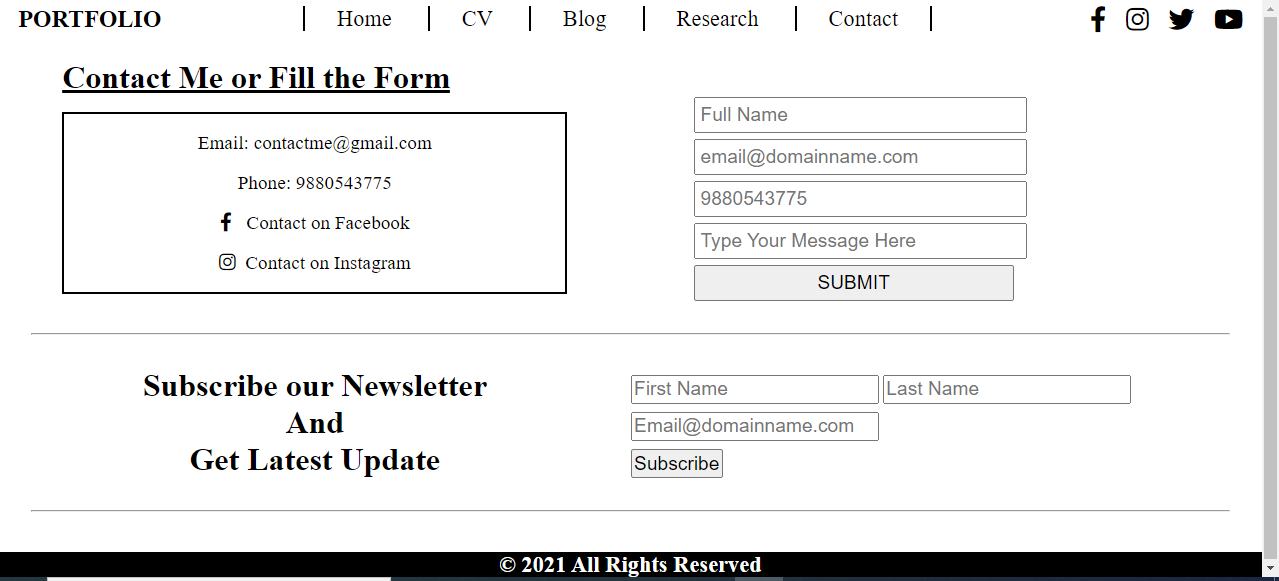 PORTFOLIO Home CV Blog Research Contact
Contact Me or Fill the Form
Email: contactme@gmail.com
Phone: 9880543775
Contact on Facebook
Contact on Instagram
Full Name
email@domainname.com
9880543775
Type Your Message Here
SUBMIT
Subscribe our Newsletter
And
Get Latest Update
First Name Last Name
Email@domainname.com
Subscribe
© 2021 All Rights Reserved